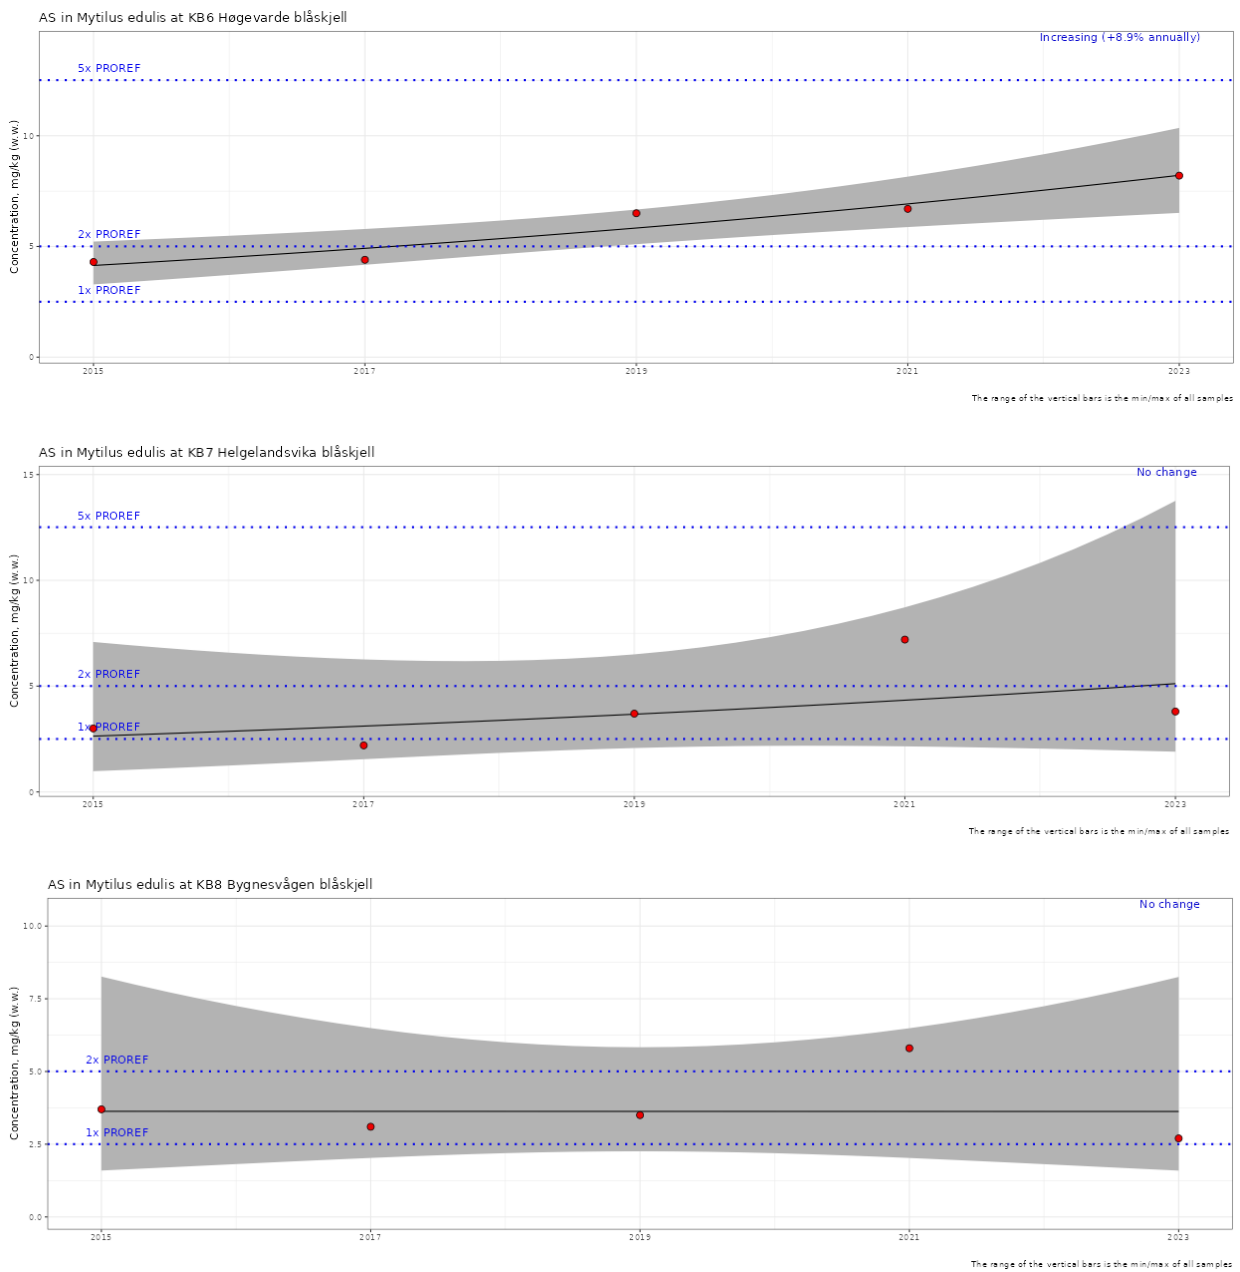 AS in Mytilus edulis at KB6 Høgevarde blåskjell
Increasing (+8.9% annually)
5x PROREF
10
2x PROREF
5
1x PROREF
0
Concentration, mg/kg (w.w.)
2015 2017 2019 2021 2023
The range of the vertical bars is the min/max of all samples
AS in Mytilus edulis at KB7 Helgelandsvika blåskjell
No change
15
5x PROREF
10
2x PROREF
5
1x PROREF
0
Concentration, mg/kg (w.w.)
2015 2017 2019 2021 2023
The range of the vertical bars is the min/max of all samples
AS in Mytilus edulis at KB8 Bygnesvågen blåskjell
No change
10.0
7.5
2x PROREF
5.0
1x PROREF
2.5
0.0
Concentration, mg/kg (w.w.)
2015 2017 2019 2021 2023
The range of the vertical bars is the min/max of all samples